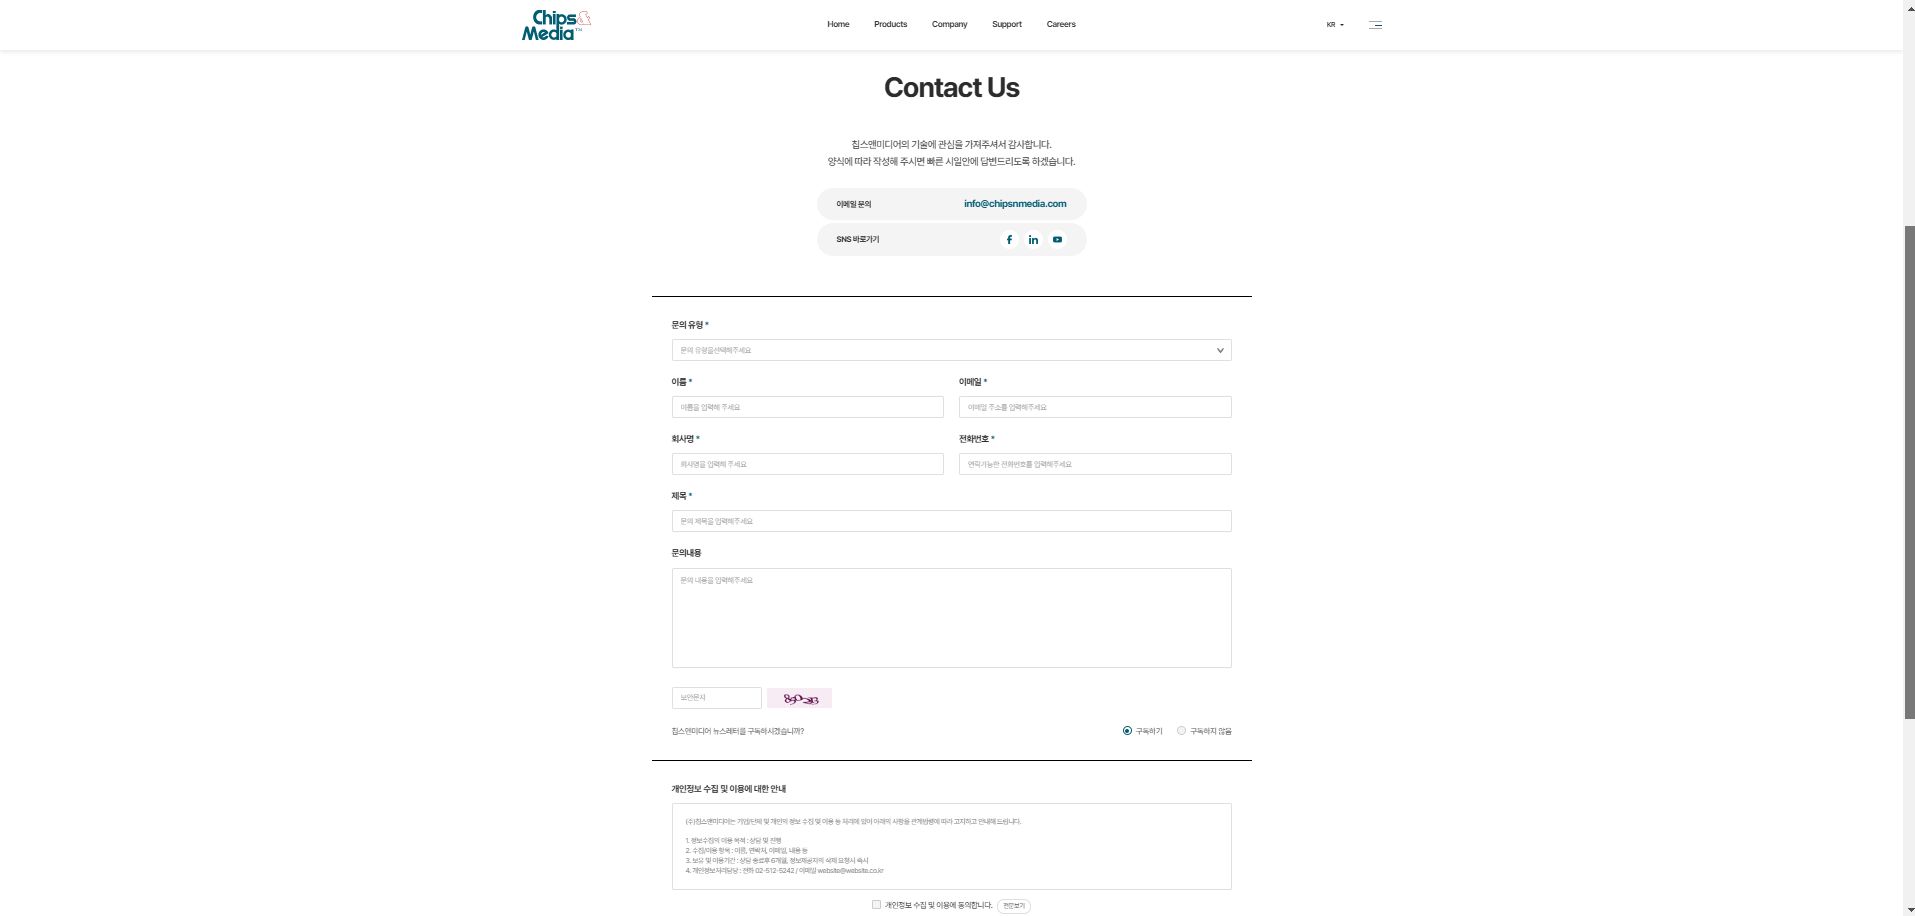 Chips&
Media™
Home
Products
Company
Support
Careers
KR
Contact Us
칩스앤미디어의 기술에 관심을 가져주셔서 감사합니다.
양식에 따라 작성해 주시면 빠른 시일안에 답변드리도록 하겠습니다.
이메일 문의
info@chipsnmedia.com
SNS 바로가기
문의 유형 *
문의 유형을선택해주세요
이름 *
이메일 *
이름을 입력해 주세요
이메일 주소를 입력해주세요
회사명 *
전화번호 *
회사명을 입력해 주세요
연락가능한 전화번호를 입력해주세요
제목 *
문의 제목을 입력해주세요
문의내용
문의 내용을 입력해주세요
보안문자
칩스앤미디어 뉴스레터를 구독하시겠습니까?
구독하기
구독하지 않음
개인정보 수집 및 이용에 대한 안내
(주)칩스앤미디어는 기업/단체 및 개인의 정보 수집 및 이용 등 처리에 있어 아래의 사항을 관계법령에 따라 고지하고 안내해 드립니다.
1. 정보수집의 이용 목적 : 상담 및 진행
2. 수집/이용 항목 : 이름, 연락처, 이메일, 내용 등
3. 보유 및 이용기간 : 상담 종료후 6개월, 정보제공자의 삭제 요청시 즉시
4. 개인정보처리담당 : 전화 02-512-5242 / 이메일 website@website.co.kr
개인정보 수집 및 이용에 동의합니다.
전문보기